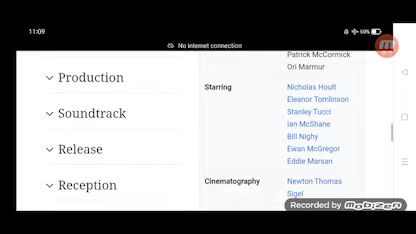 11:09
50%
No internet connection
Patrick McCormick
Ori Marmur
Production
Soundtrack
Release
Reception
Starring
Nicholas Hoult
Eleanor Tomlinson
Stanley Tucci
Ian McShane
Bill Nighy
Ewan McGregor
Eddie Marsan
Cinematography
Newton Thomas
Sigel
Recorded by Mobizen